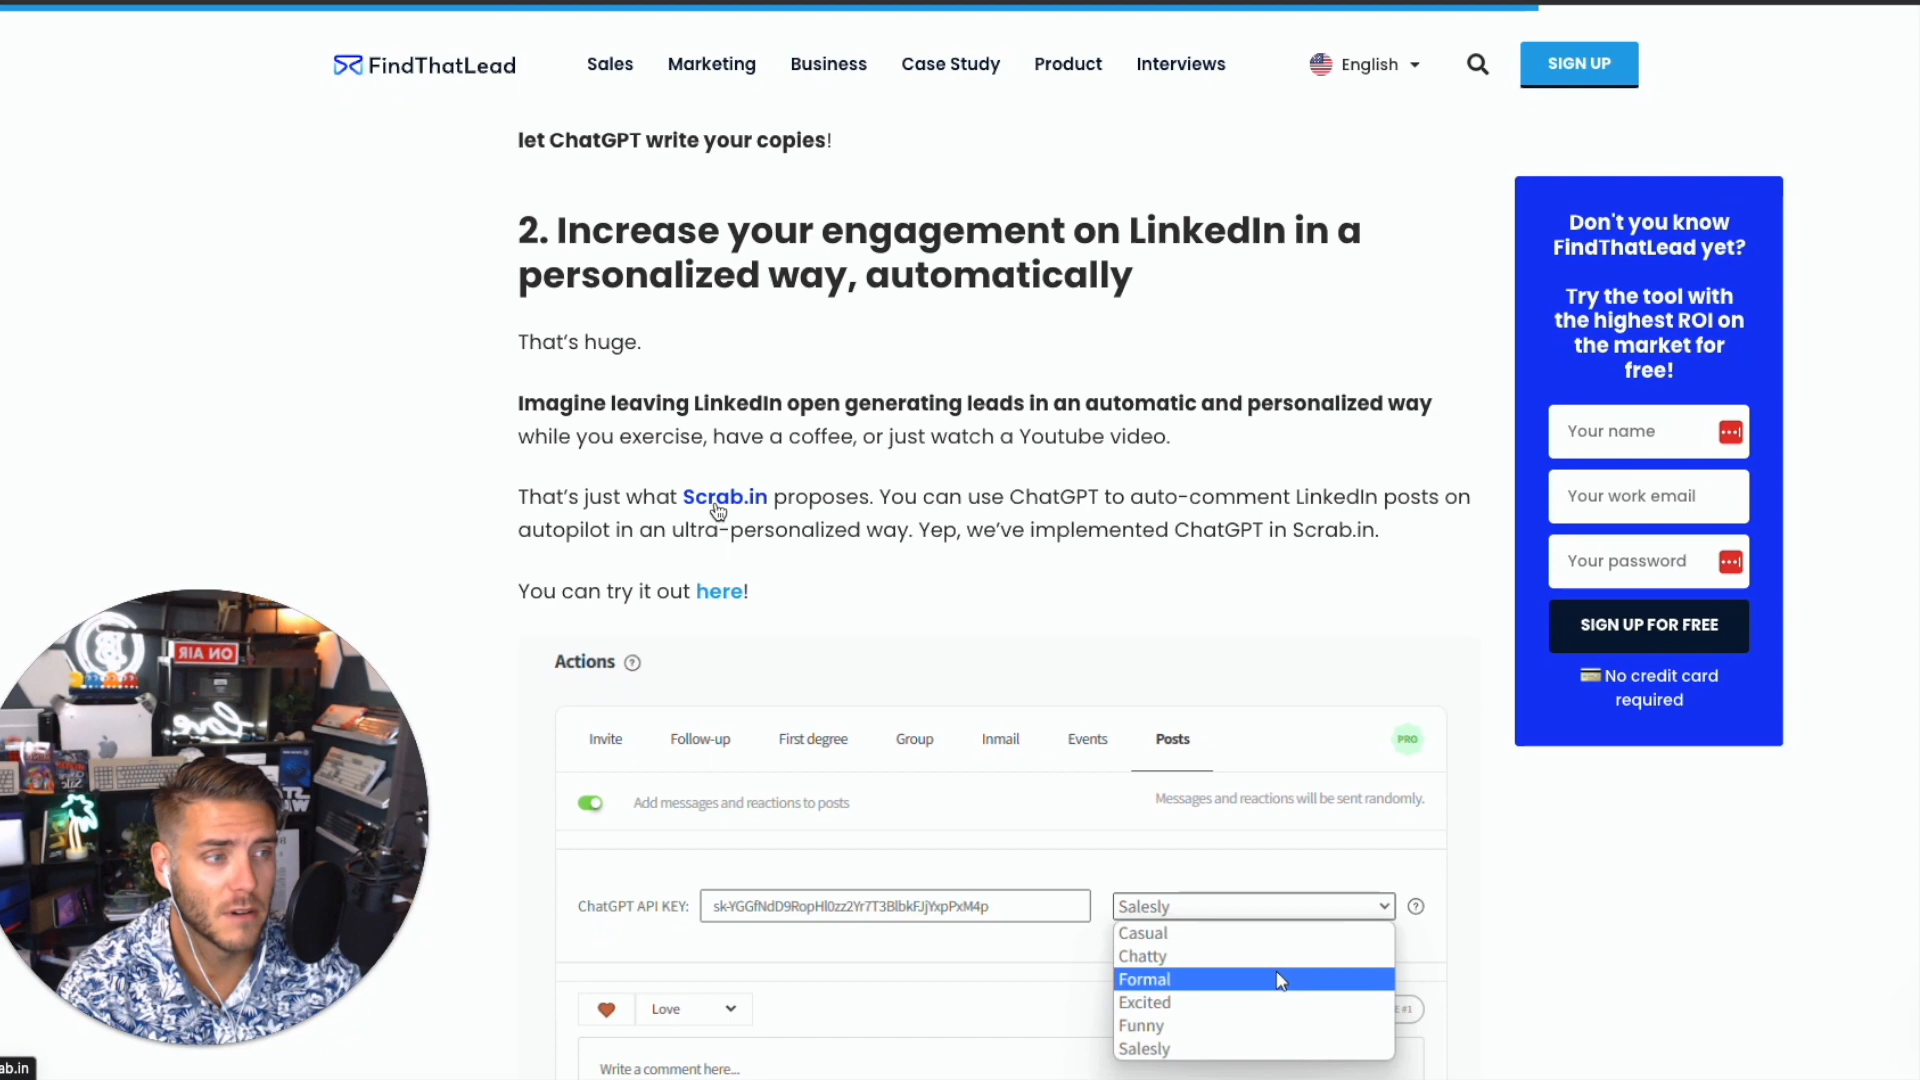 FindThatLead
Sales Marketing Business Case Study Product Interviews
English
SIGN UP
let ChatGPT write your copies!
2. Increase your engagement on LinkedIn in a
personalized way, automatically
That's huge.
Imagine leaving LinkedIn open generating leads in an automatic and personalized way
while you exercise, have a coffee, or just watch a Youtube video.
That's just what Scrab.in proposes. You can use ChatGPT to auto-comment LinkedIn posts on
autopilot in an ultra-personalized way. Yep, we've implemented ChatGPT in Scrab.in.
You can try it out here!
Actions ?
Invite Follow-up First degree Group Inmail Events Posts PRO
Add messages and reactions to posts
Messages and reactions will be sent randomly.
ChatGPT API KEY: sk-YGGfNdD9RopHl0zz2Yr7T3BlbkFJjYxpPxM4p
Salesly ?
Casual
Chatty
Formal
Excited
Funny
Salesly
Love
E #1
Write a comment here...
Don't you know
FindThatLead yet?
Try the tool with
the highest ROI on
the market for
free!
Your name
Your work email
Your password
SIGN UP FOR FREE
No credit card
required
ON AIR
love.
ab.in